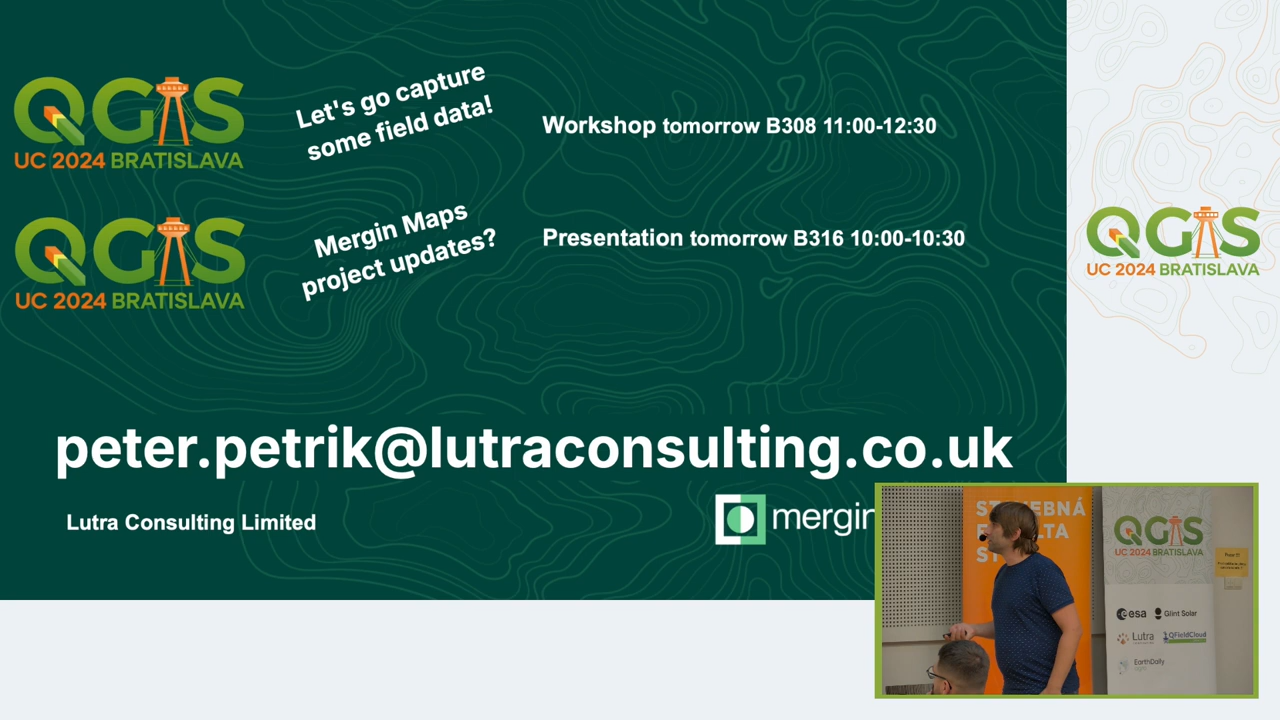 QGIS
UC 2024 BRATISLAVA
Let's go capture
some field data!
Workshop tomorrow B308 11:00-12:30
QGIS
UC 2024 BRATISLAVA
Mergin Maps
project updates?
Presentation tomorrow B316 10:00-10:30
peter.petrik@lutraconsulting.co.uk
Lutra Consulting Limited
mergin
QGIS
UC 2024 BRATISLAVA
QGIS
UC 2024 BRATISLAVA
esa
Glint Solar
Lutra
QFieldCloud
EarthDaily